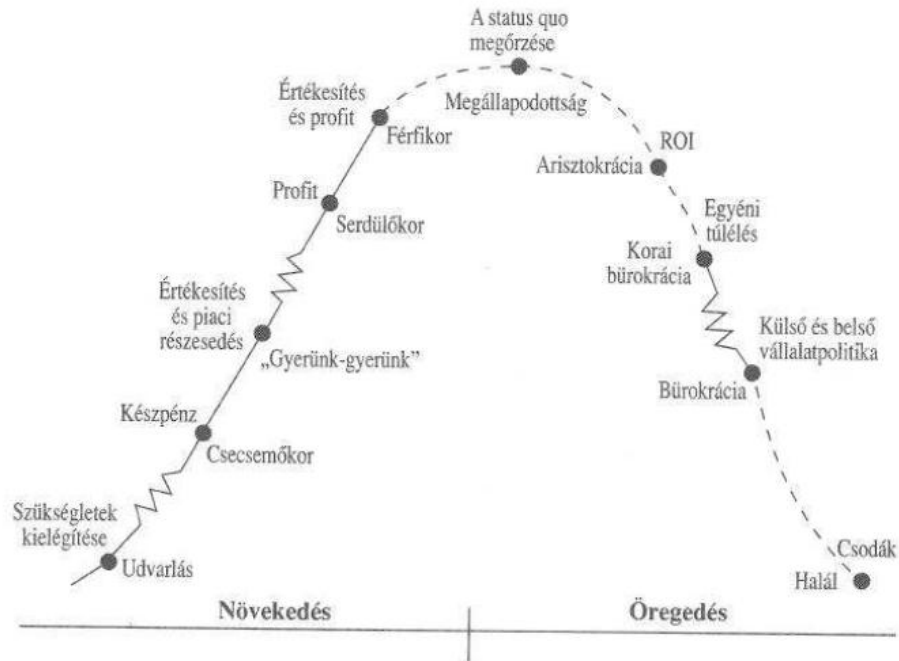 A status quo
megőrzése
Megállapodottság
Értékesítés
és profit
Férfikor
ROI
Arisztokrácia
Profit
Serdülőkor
Egyéni
túlélés
Korai
bürokrácia
Értékesítés
és piaci
részesedés
„Gyerünk-gyerünk”
Külső és belső
vállalatpolitika
Bürokrácia
Készpénz
Csecsemőkor
Szükségletek
kielégítése
Udvarlás
Csodák
Halál
Növekedés
Öregedés